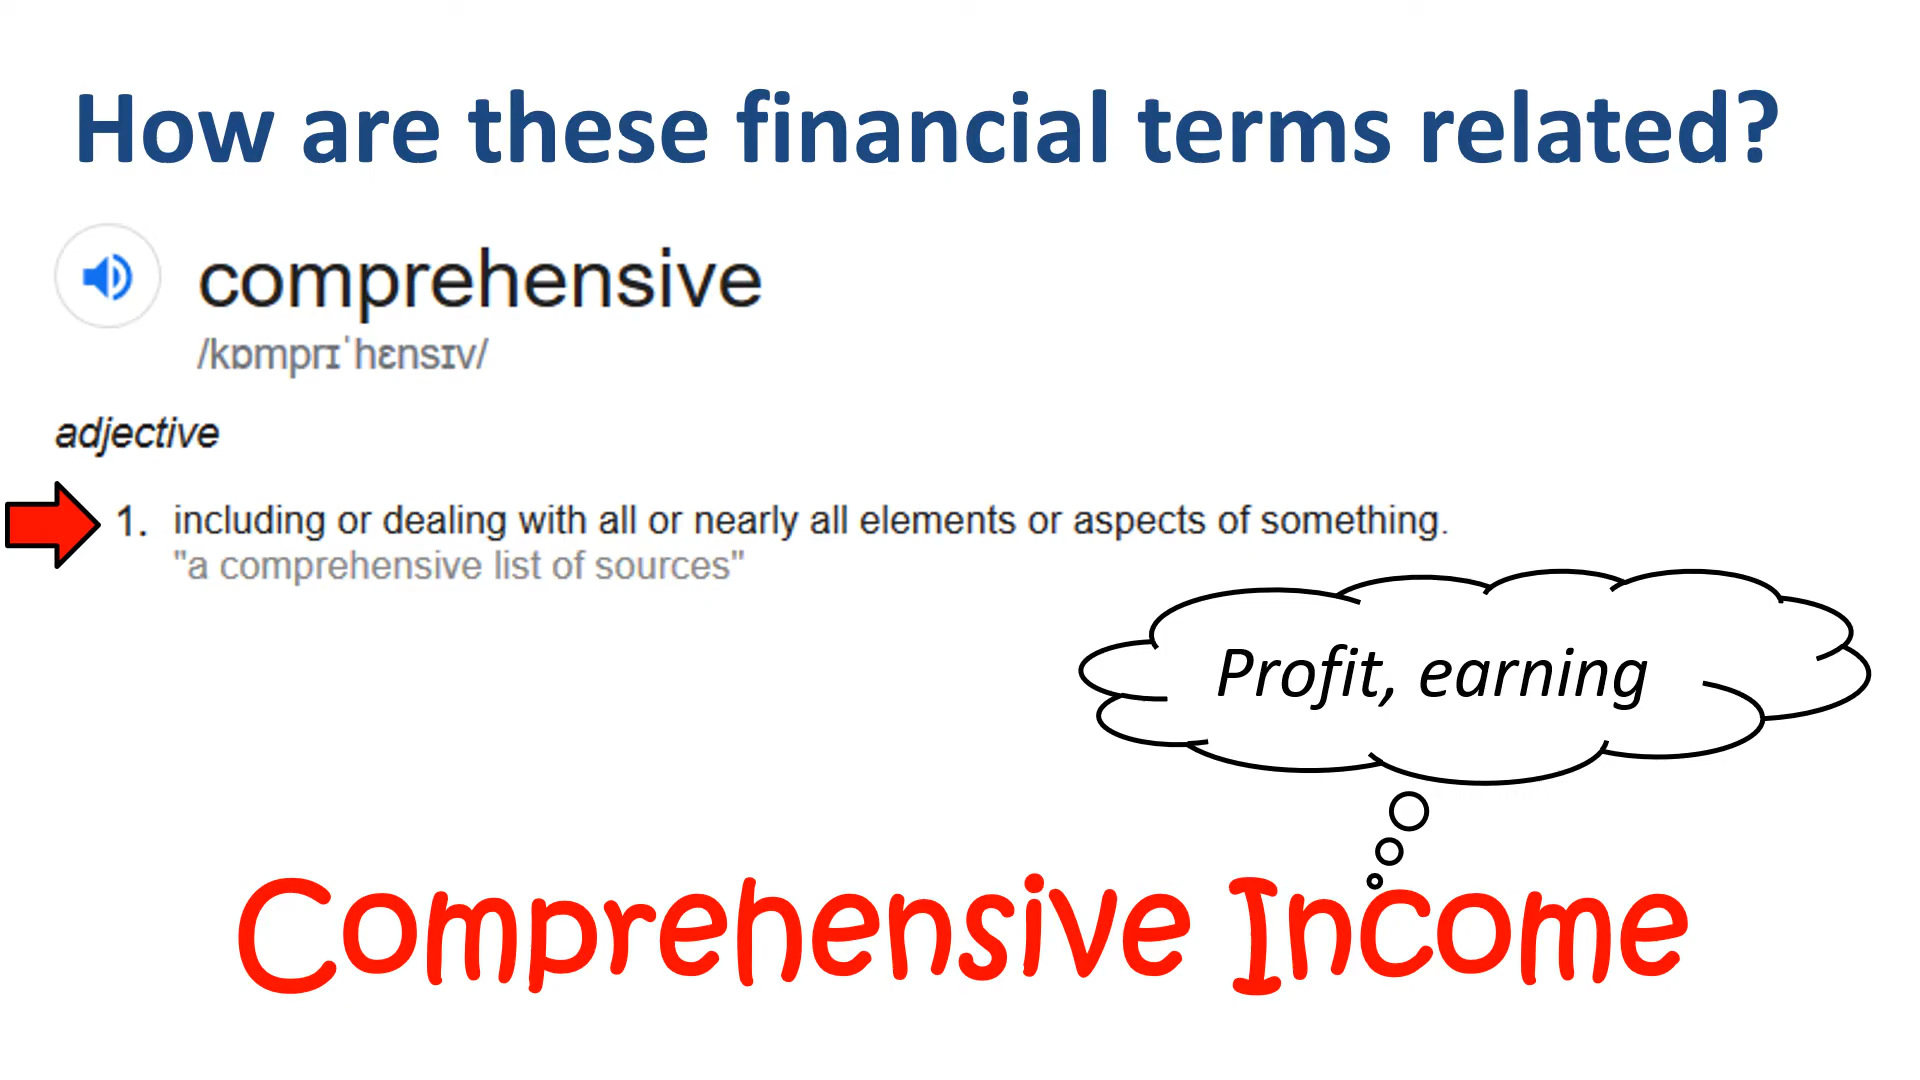 How are these financial terms related?
comprehensive
/kɒmprɪˈhɛnsɪv/
adjective
1. including or dealing with all or nearly all elements or aspects of something.
"a comprehensive list of sources"
Profit, earning
Comprehensive Income